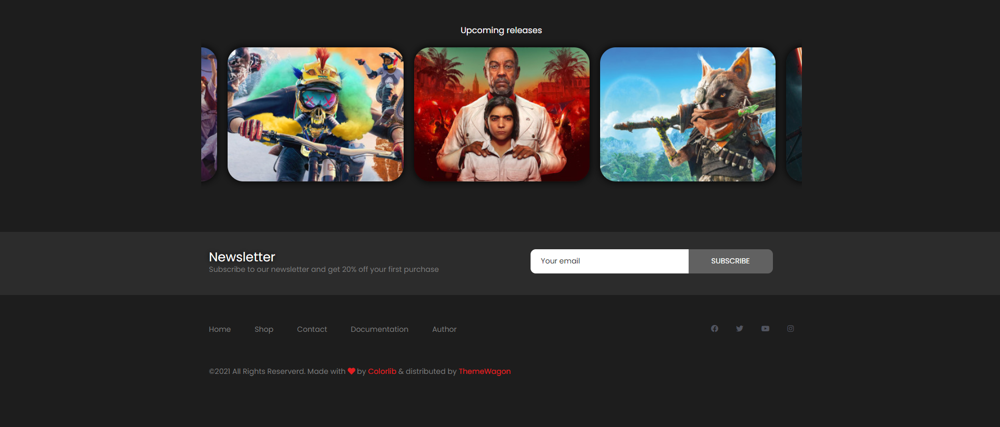 Upcoming releases
Newsletter
Subscribe to our newsletter and get 20% off your first purchase
Your email
SUBSCRIBE
Home Shop Contact Documentation Author
©2021 All Rights Reserverd. Made with by Colorlib & distributed by ThemeWagon